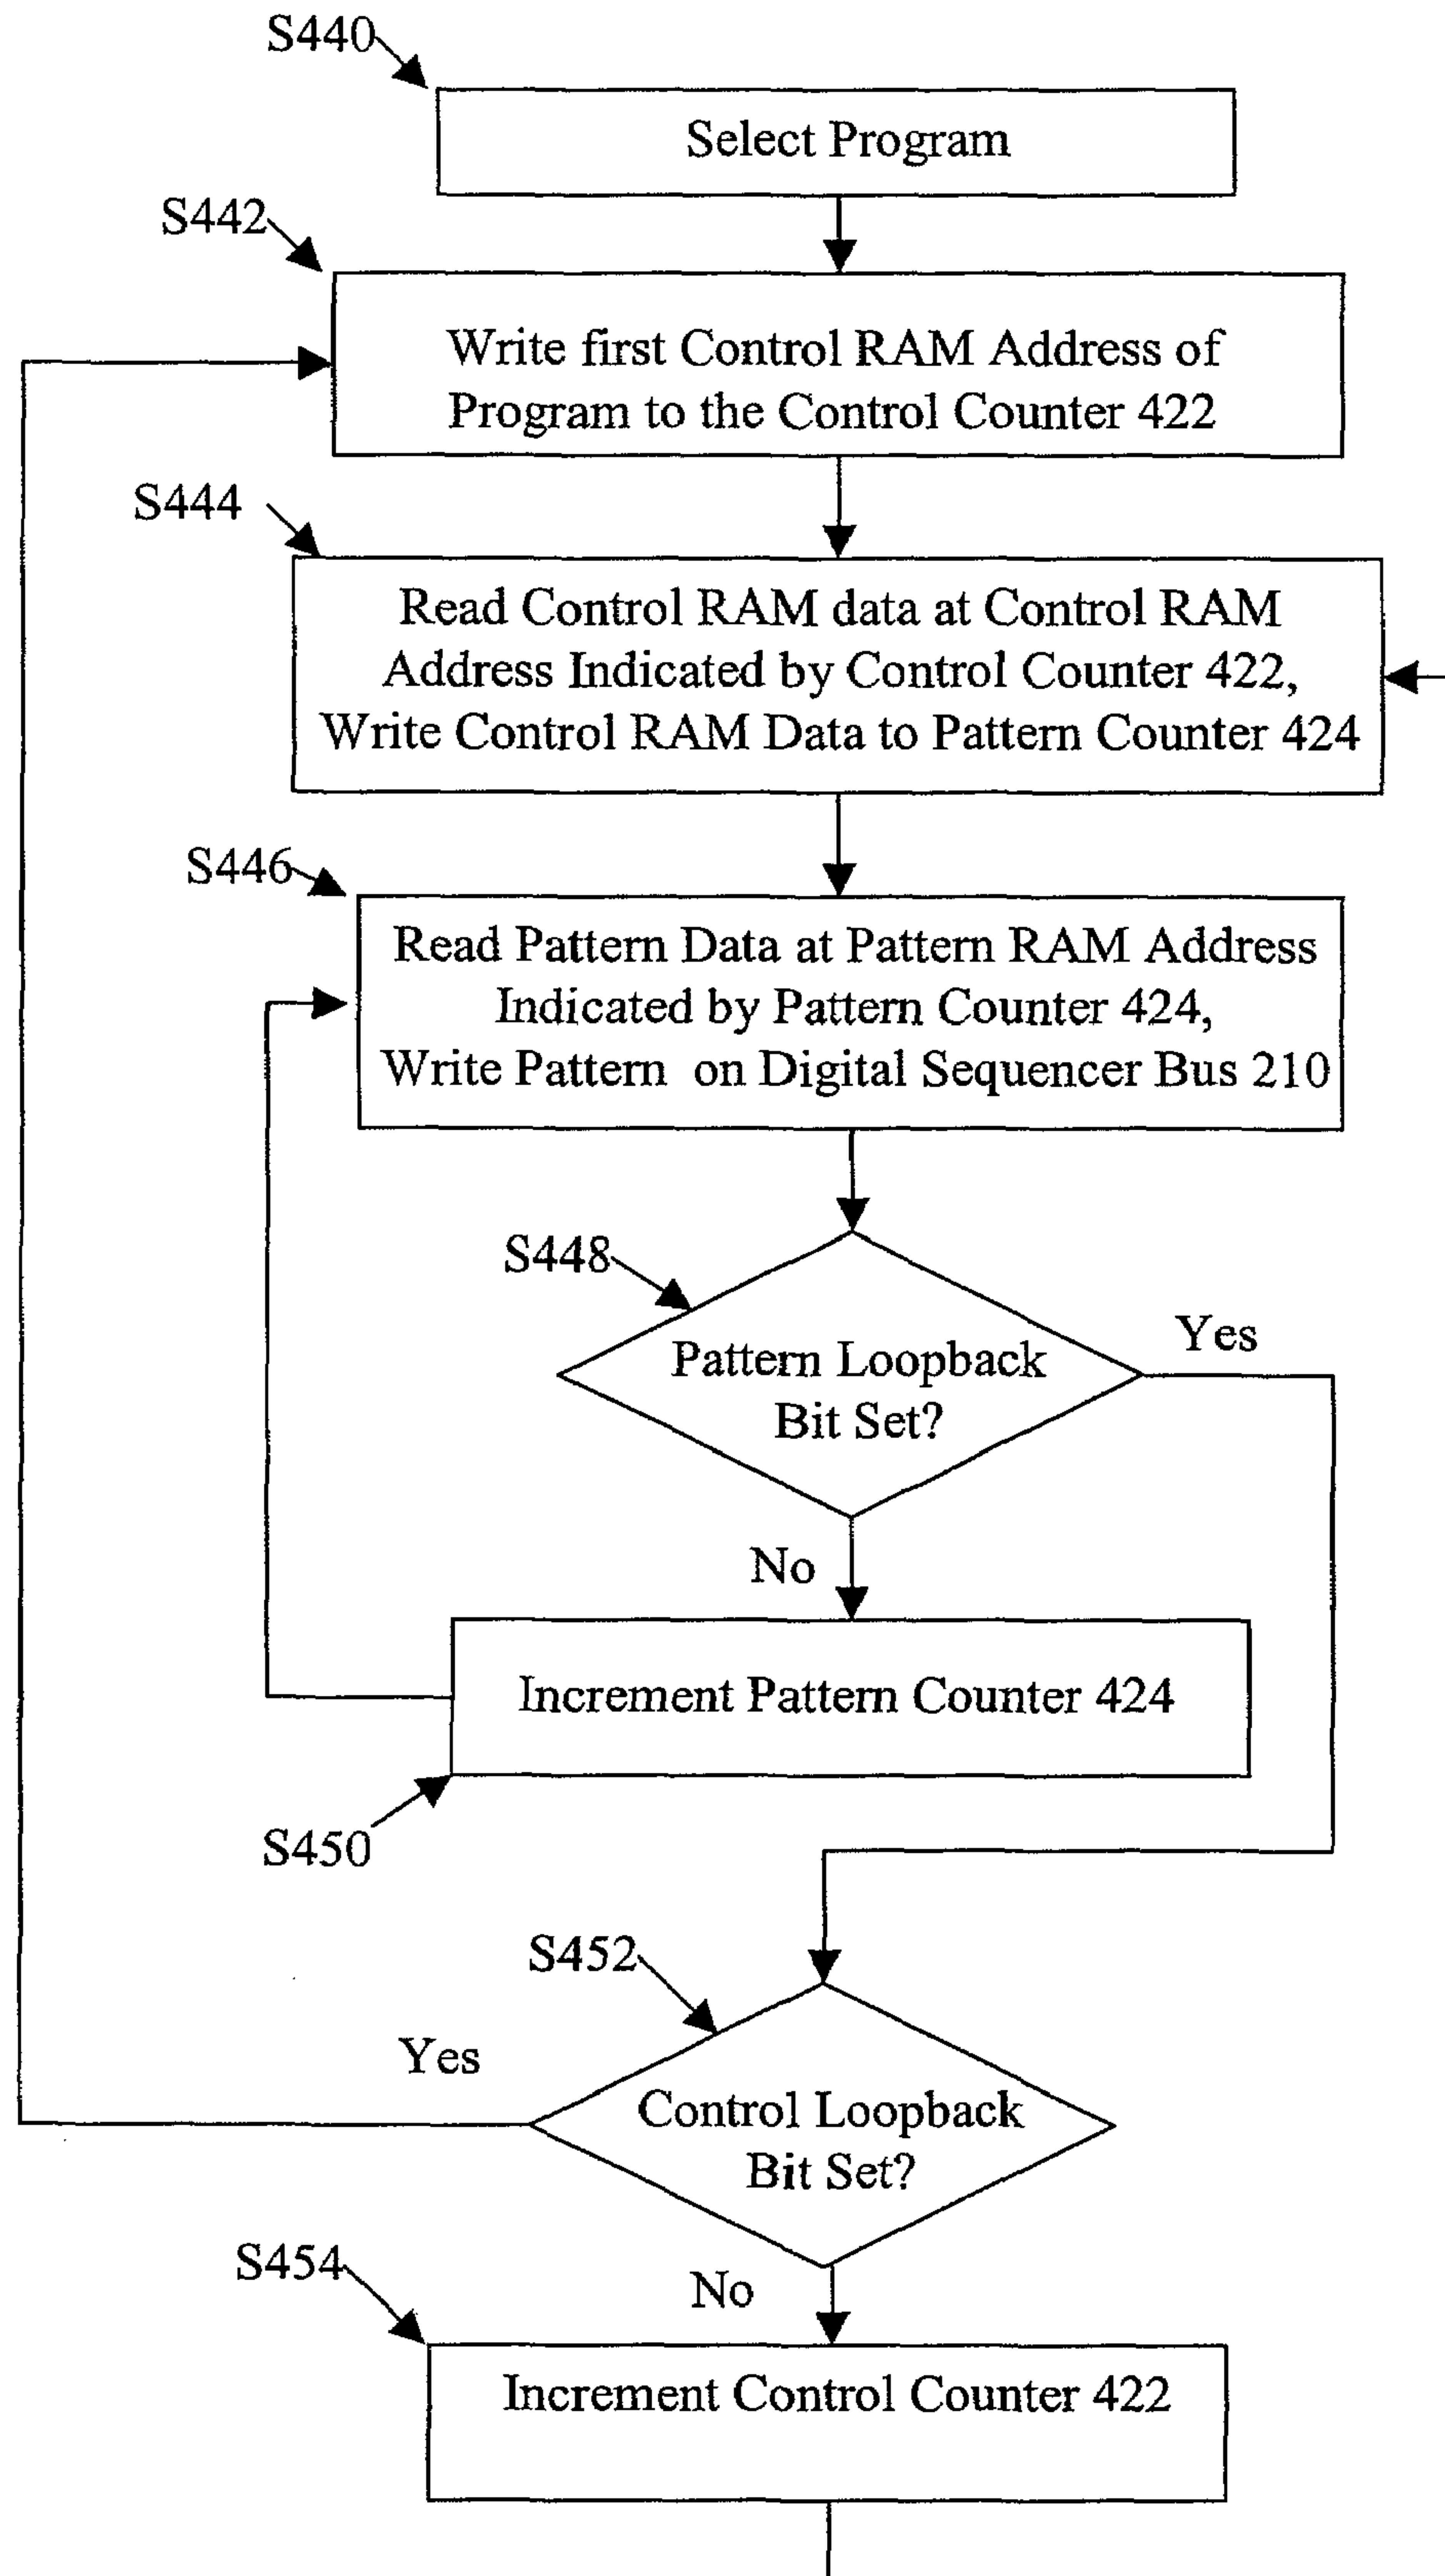 S440
Select Program
S442
Write first Control RAM Address of
Program to the Control Counter 422
S444
Read Control RAM data at Control RAM
Address Indicated by Control Counter 422,
Write Control RAM Data to Pattern Counter 424
S446
Read Pattern Data at Pattern RAM Address
Indicated by Pattern Counter 424,
Write Pattern on Digital Sequencer Bus 210
S448
Yes
Pattern Loopback
Bit Set?
No
Increment Pattern Counter 424
S450
S452
Yes
Control Loopback
Bit Set?
S454
No
Increment Control Counter 422